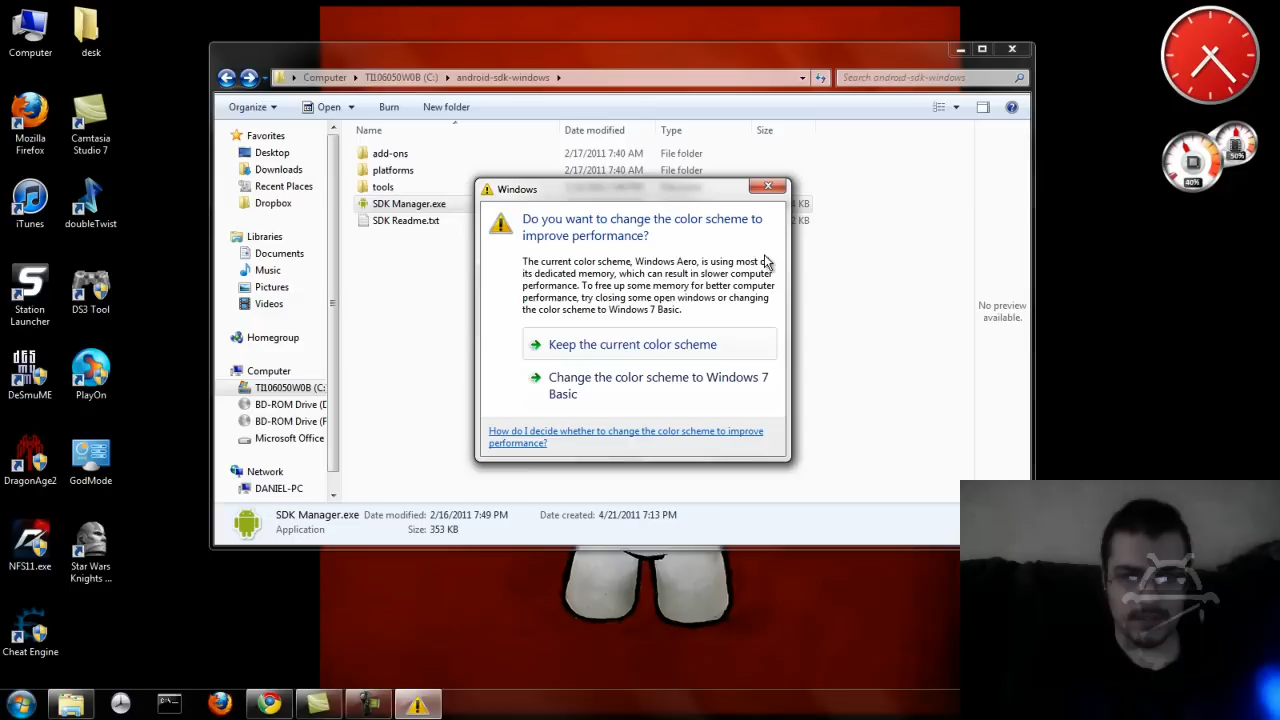 Computer
desk
Mozilla
Firefox
Camtasia
Studio 7
iTunes
doubleTwist
Station
Launcher
DS3 Tool
DeSmuME
PlayOn
DragonAge2
GodMode
NFS11.exe
Star Wars
Knights ...
Cheat Engine
Computer
TI106050W0B (C:)
android-sdk-windows
Search android-sdk-windows
Organize
Open
Burn
New folder
Favorites
Desktop
Downloads
Recent Places
Dropbox
Libraries
Documents
Music
Pictures
Videos
Homegroup
Computer
TI106050W0B (C:
BD-ROM Drive (D
BD-ROM Drive (F
Microsoft Office
Network
DANIEL-PC
Name
Date modified
Type
Size
add-ons
2/17/2011 7:40 AM
File folder
platforms
2/17/2011 7:40 AM
File folder
tools
SDK Manager.exe
KB
SDK Readme.txt
KB
Windows
Do you want to change the color scheme to
improve performance?
The current color scheme, Windows Aero, is using most
its dedicated memory, which can result in slower computer
performance. To free up some memory for better computer
performance, try closing some open windows or changing
the color scheme to Windows 7 Basic.
Keep the current color scheme
Change the color scheme to Windows 7
Basic
How do I decide whether to change the color scheme to improve
performance?
No preview
available.
SDK Manager.exe Date modified: 2/16/2011 7:49 PM Date created: 4/21/2011 7:13 PM
Application Size: 353 KB
40%
50%